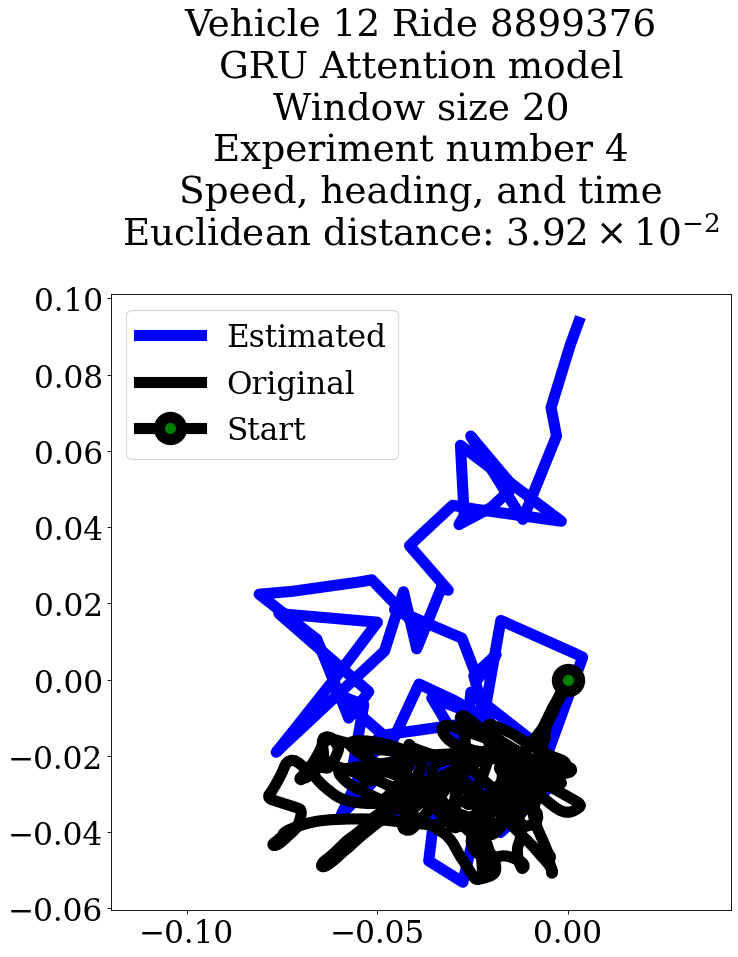 Vehicle 12 Ride 8899376
GRU Attention model
Window size 20
Experiment number 4
Speed, heading, and time
Euclidean distance: 3.92 × 10⁻²
0.10
Estimated
0.08
Original
Start
0.06
0.04
0.02
0.00
−0.02
−0.04
−0.06
−0.10 −0.05 0.00